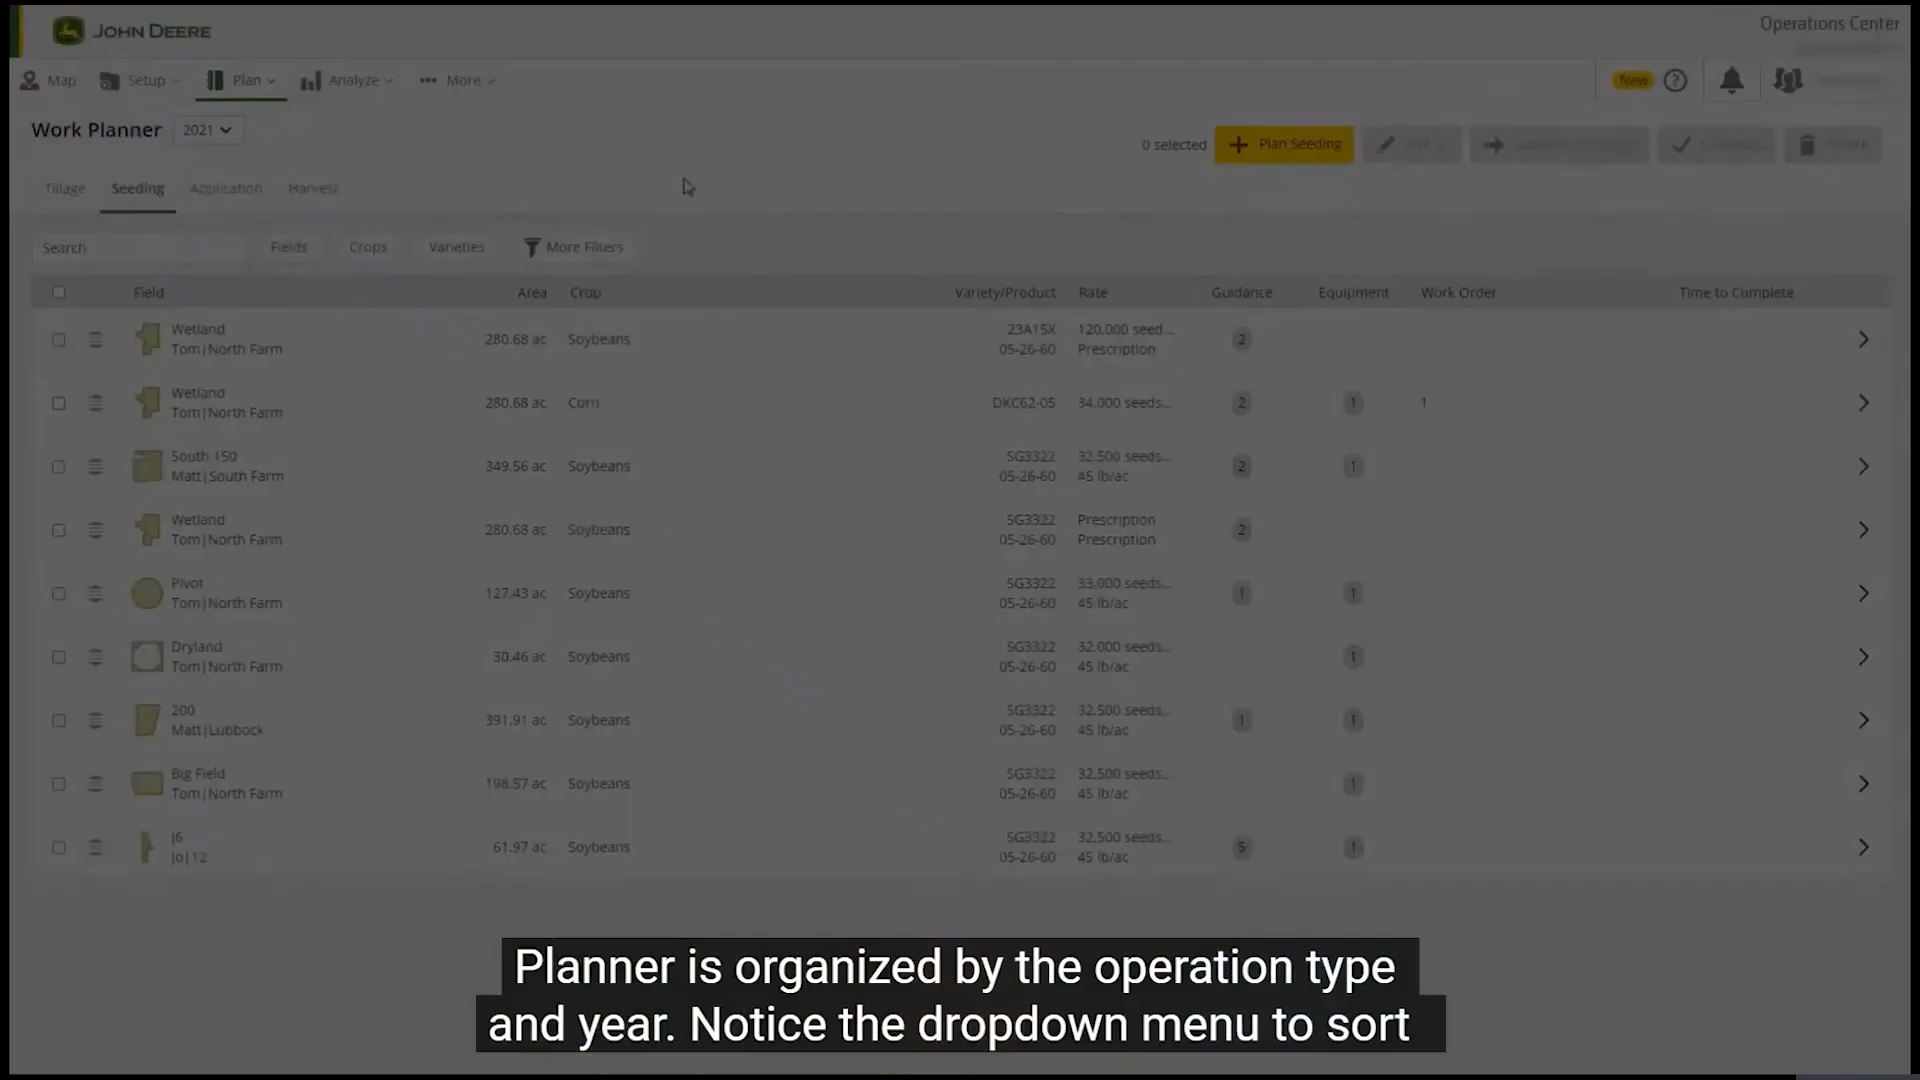 JOHN DEERE
Operations Center
Map
Setup
Plan
Analyze
More
New
Work Planner
2021
0 selected
Plan Seeding
Tillage
Seeding
Application
Harvest
Search
Fields
Crops
Varieties
More Filters
Field
Area
Crop
Variety/Product
Rate
Guidance
Equipment
Work Order
Time to Complete
Wetland
Tom|North Farm
280.68 ac
Soybeans
23A15X
05-26-60
120,000 seed...
Prescription
2
Wetland
Tom|North Farm
280.68 ac
Corn
DKC62-05
34,000 seeds...
2
1
1
South 150
Matt|South Farm
349.56 ac
Soybeans
SG3322
05-26-60
32,500 seeds...
45 lb/ac
2
1
Wetland
Tom|North Farm
280.68 ac
Soybeans
SG3322
05-26-60
Prescription
Prescription
2
Pivot
Tom|North Farm
127.43 ac
Soybeans
SG3322
05-26-60
33,000 seeds...
45 lb/ac
1
1
Dryland
Tom|North Farm
30.46 ac
Soybeans
SG3322
05-26-60
32,000 seeds...
45 lb/ac
1
200
Matt|Lubbock
391.91 ac
Soybeans
SG3322
05-26-60
32,500 seeds...
45 lb/ac
1
1
Big Field
Tom|North Farm
198.57 ac
Soybeans
SG3322
05-26-60
32,500 seeds...
45 lb/ac
1
J6
Jo|12
61.97 ac
Soybeans
SG3322
05-26-60
32,500 seeds...
45 lb/ac
5
1
Planner is organized by the operation type
and year. Notice the dropdown menu to sort